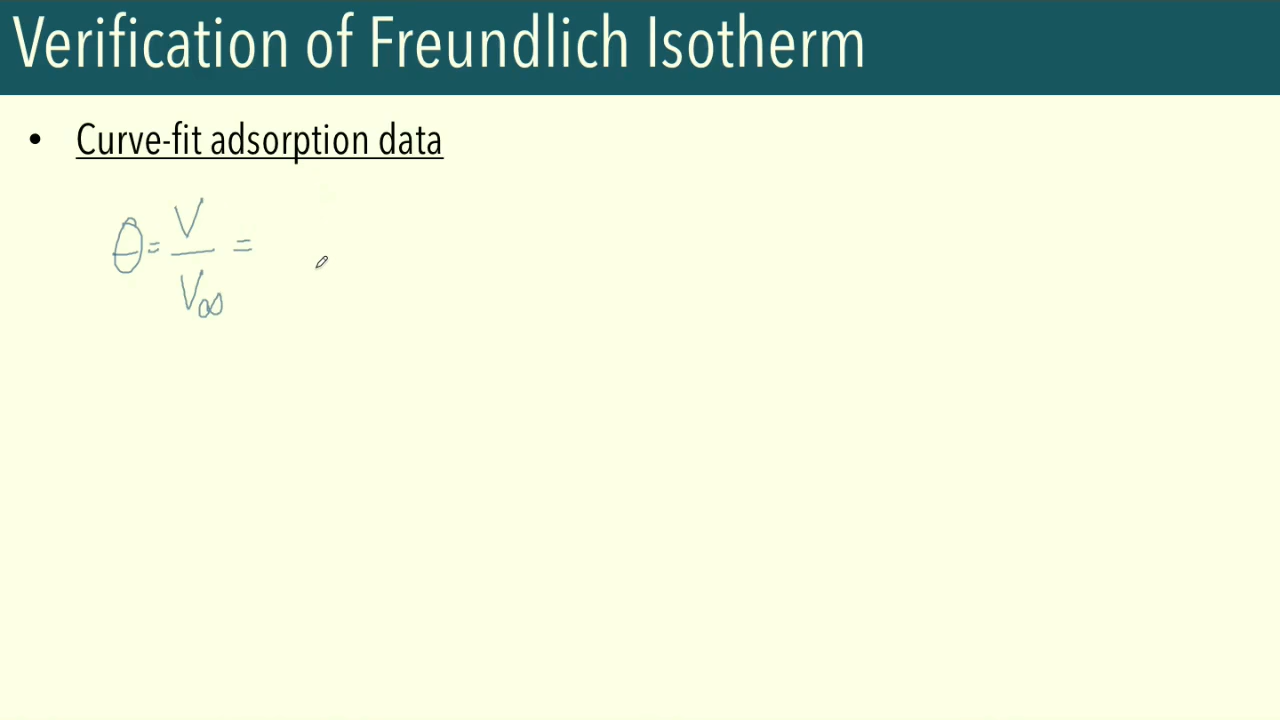 Verification of Freundlich Isotherm
• Curve-fit adsorption data
θ = V / V∞ =